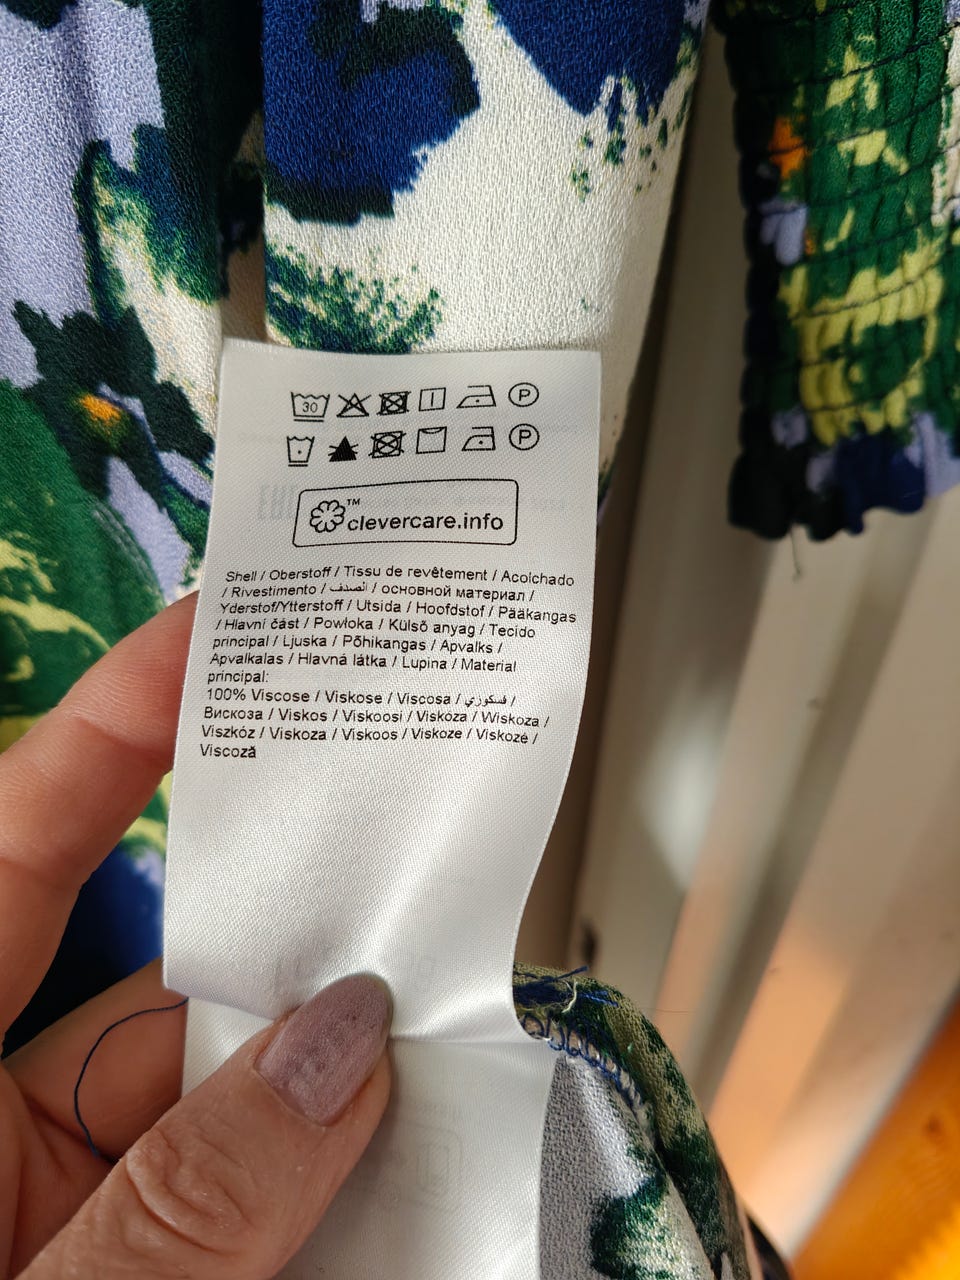 30 P
P
™
clevercare.info
Shell / Oberstoff / Tissu de revêtement / Acolchado
/ Rivestimento / الصدف / основной материал /
Yderstof/Ytterstoff / Utsida / Hoofdstof / Pääkangas
/ Hlavní část / Powłoka / Külső anyag / Tecido
principal / Ljuska / Põhikangas / Apvalks /
Apvalkalas / Hlavná látka / Lupina / Material
principal:
100% Viscose / Viskose / Viscosa / فسكوزي /
Вискоза / Viskos / Viskoosi / Viskóza / Wiskoza /
Viszkóz / Viskoza / Viskoos / Viskoze / Viskozė /
Viscoză